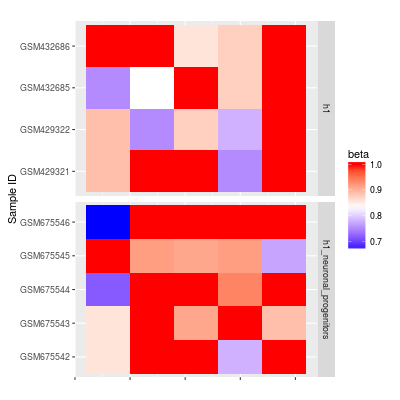 GSM432686
GSM432685
GSM429322
GSM429321
h1
GSM675546
GSM675545
GSM675544
GSM675543
GSM675542
h1_neuronal_progenitors
Sample ID
beta
1.0
0.9
0.8
0.7